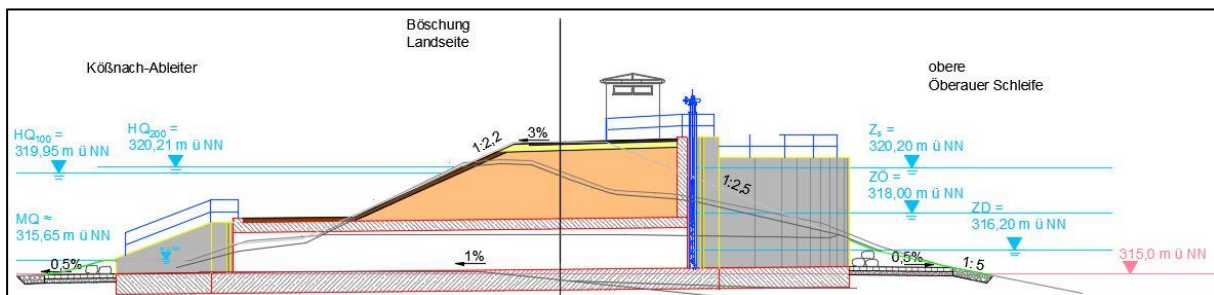 Böschung
Landseite
Kößnach-Ableiter
obere
Öberauer Schleife
HQ100 =
319,95 m ü NN
HQ200 =
320,21 m ü NN
1:2,2
3%
Zs =
320,20 m ü NN
ZÖ =
318,00 m ü NN
1:2,5
ZD =
316,20 m ü NN
MQ ≈
315,65 m ü NN
0,5%
1%
0,5%
1:5
315,0 m ü NN